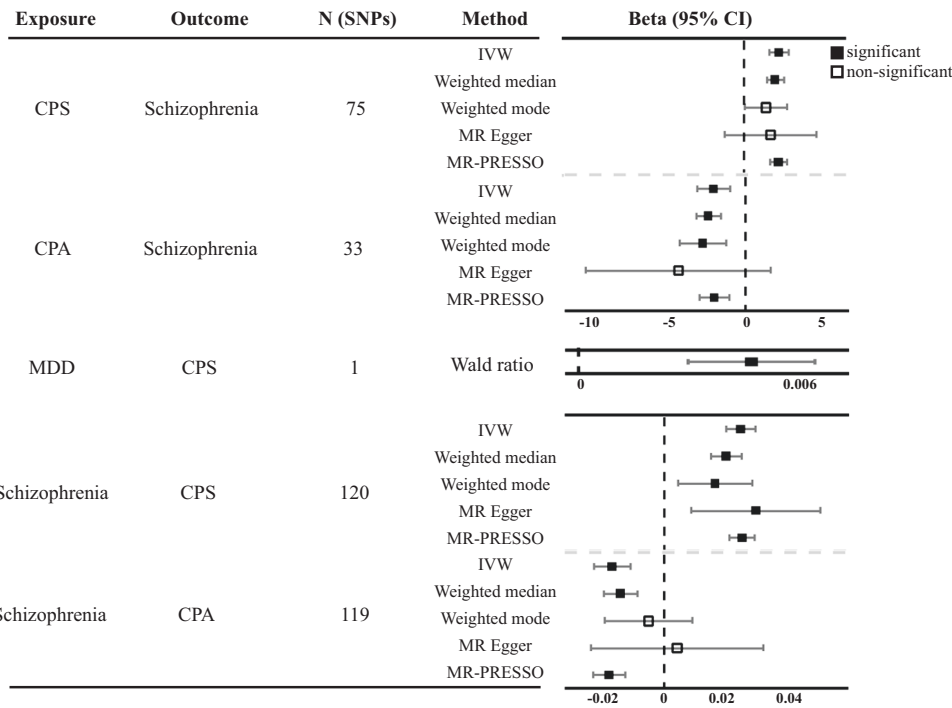 Exposure Outcome N (SNPs) Method Beta (95% CI)
significant
non-significant
CPS Schizophrenia 75
IVW
Weighted median
Weighted mode
MR Egger
MR-PRESSO
CPA Schizophrenia 33
IVW
Weighted median
Weighted mode
MR Egger
MR-PRESSO
-10 -5 0 5
MDD CPS 1 Wald ratio
0 0.006
Schizophrenia CPS 120
IVW
Weighted median
Weighted mode
MR Egger
MR-PRESSO
Schizophrenia CPA 119
IVW
Weighted median
Weighted mode
MR Egger
MR-PRESSO
-0.02 0 0.02 0.04